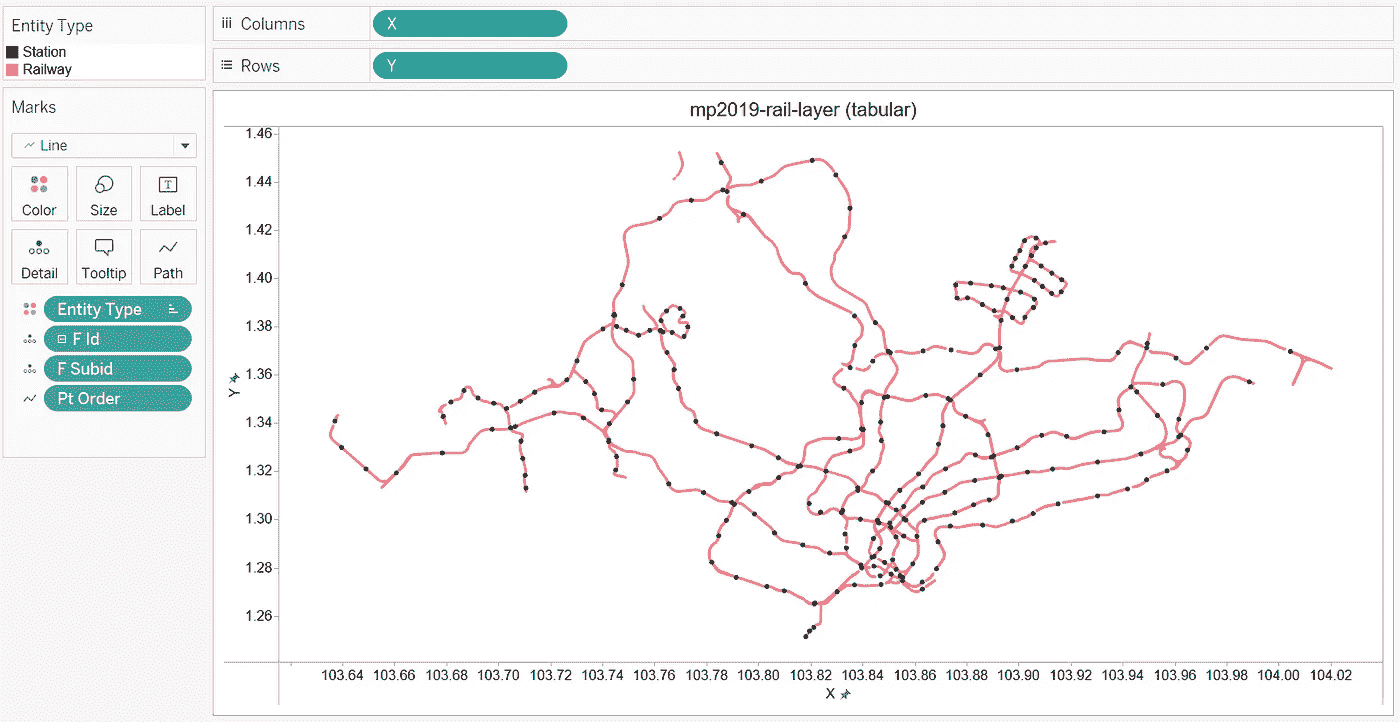 Entity Type
Station
Railway
Marks
Line
Color
Size
Label
Detail
Tooltip
Path
Entity Type
F Id
F Subid
Pt Order
Columns
X
Rows
Y
mp2019-rail-layer (tabular)
1.46
1.44
1.42
1.40
1.38
1.36
1.34
1.32
1.30
1.28
1.26
Y
103.64 103.66 103.68 103.70 103.72 103.74 103.76 103.78 103.80 103.82 103.84 103.86 103.88 103.90 103.92 103.94 103.96 103.98 104.00 104.02
X